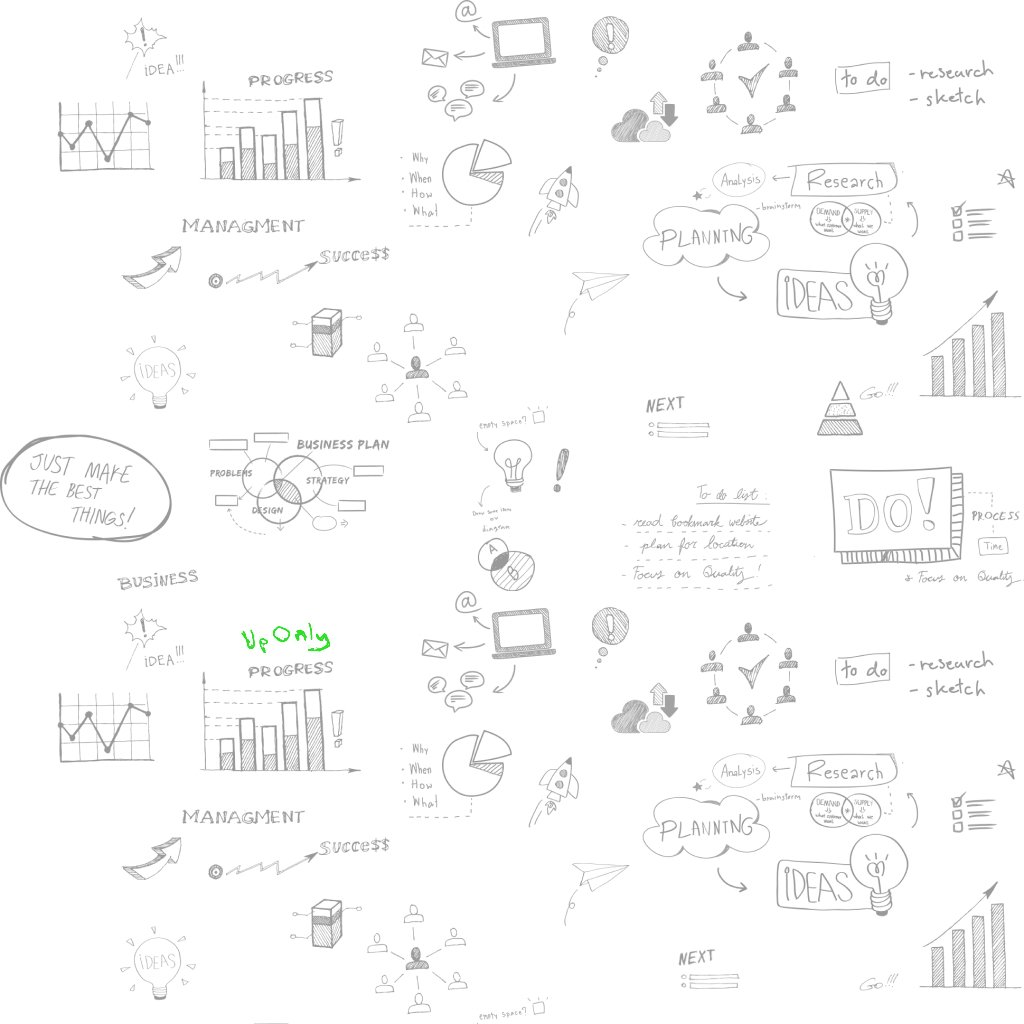 IDEA!!!
PROGRESS
@
to do
- research
- sketch
Why
When
How
What
Analysis
Research
- brainstorm
DEMAND
SUPPLY
PLANNING
MANAGMENT
SUCCE$$
IDEAS
IDEAS
Go!!!
NEXT
empty space?
JUST MAKE
THE BEST
THINGS!
BUSINESS PLAN
PROBLEMS
STRATEGY
DESIGN
A
B
To do list :
- read bookmark website
- plan for location
- Focus on Quality!
DO!
PROCESS
Time
Focus on Quality
BUSINESS
Up Only
IDEA!!!
PROGRESS
@
to do
- research
- sketch
Why
When
How
What
Analysis
Research
- brainstorm
DEMAND
SUPPLY
PLANNING
MANAGMENT
SUCCE$$
IDEAS
IDEAS
NEXT
Go!!!
empty space?